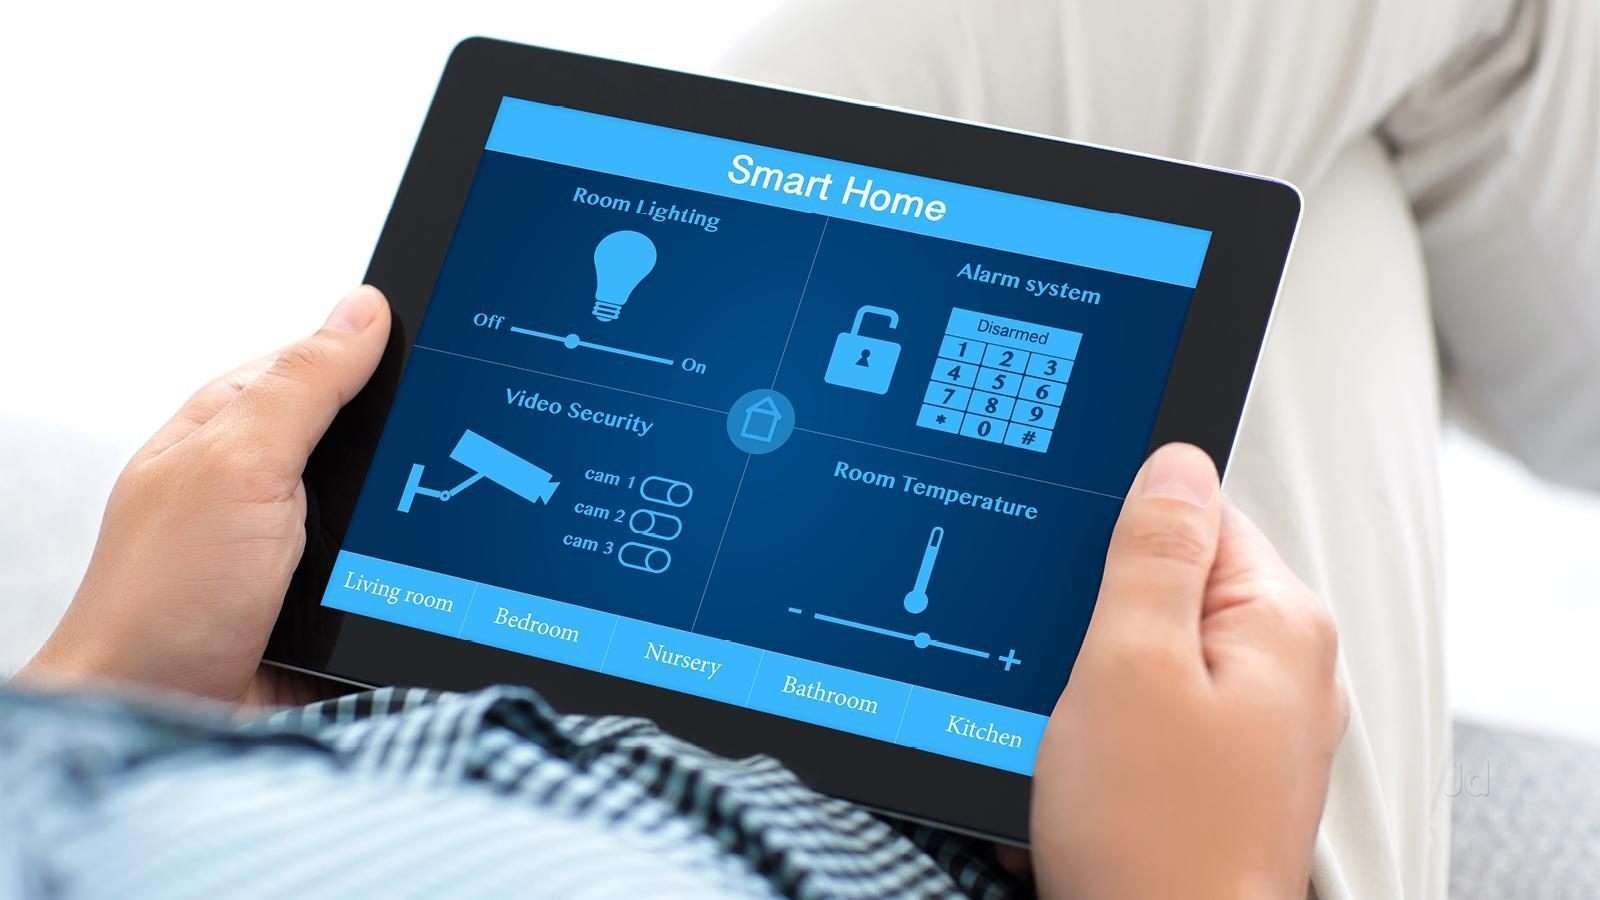 Smart Home
Room Lighting
Off
On
Alarm system
Disarmed
1 2 3
4 5 6
7 8 9
* 0 #
Video Security
cam 1
cam 2
cam 3
Room Temperature
- +
Living room
Bedroom
Nursery
Bathroom
Kitchen
Jd